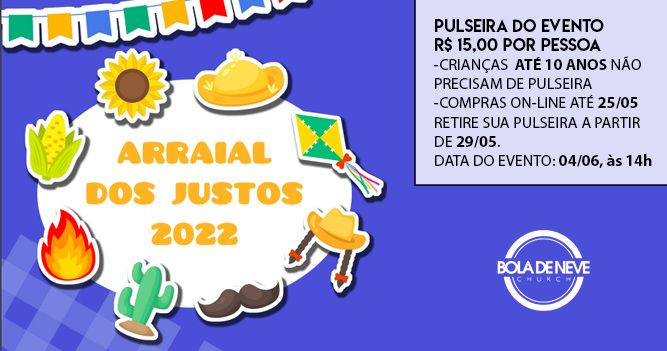 ARRAIAL
DOS JUSTOS
2022
PULSEIRA DO EVENTO
R$ 15,00 POR PESSOA
-CRIANÇAS ATÉ 10 ANOS NÃO
PRECISAM DE PULSEIRA
-COMPRAS ON-LINE ATÉ 25/05
RETIRE SUA PULSEIRA A PARTIR
DE 29/05.
DATA DO EVENTO: 04/06, às 14h
BOLA DE NEVE
CHURCH